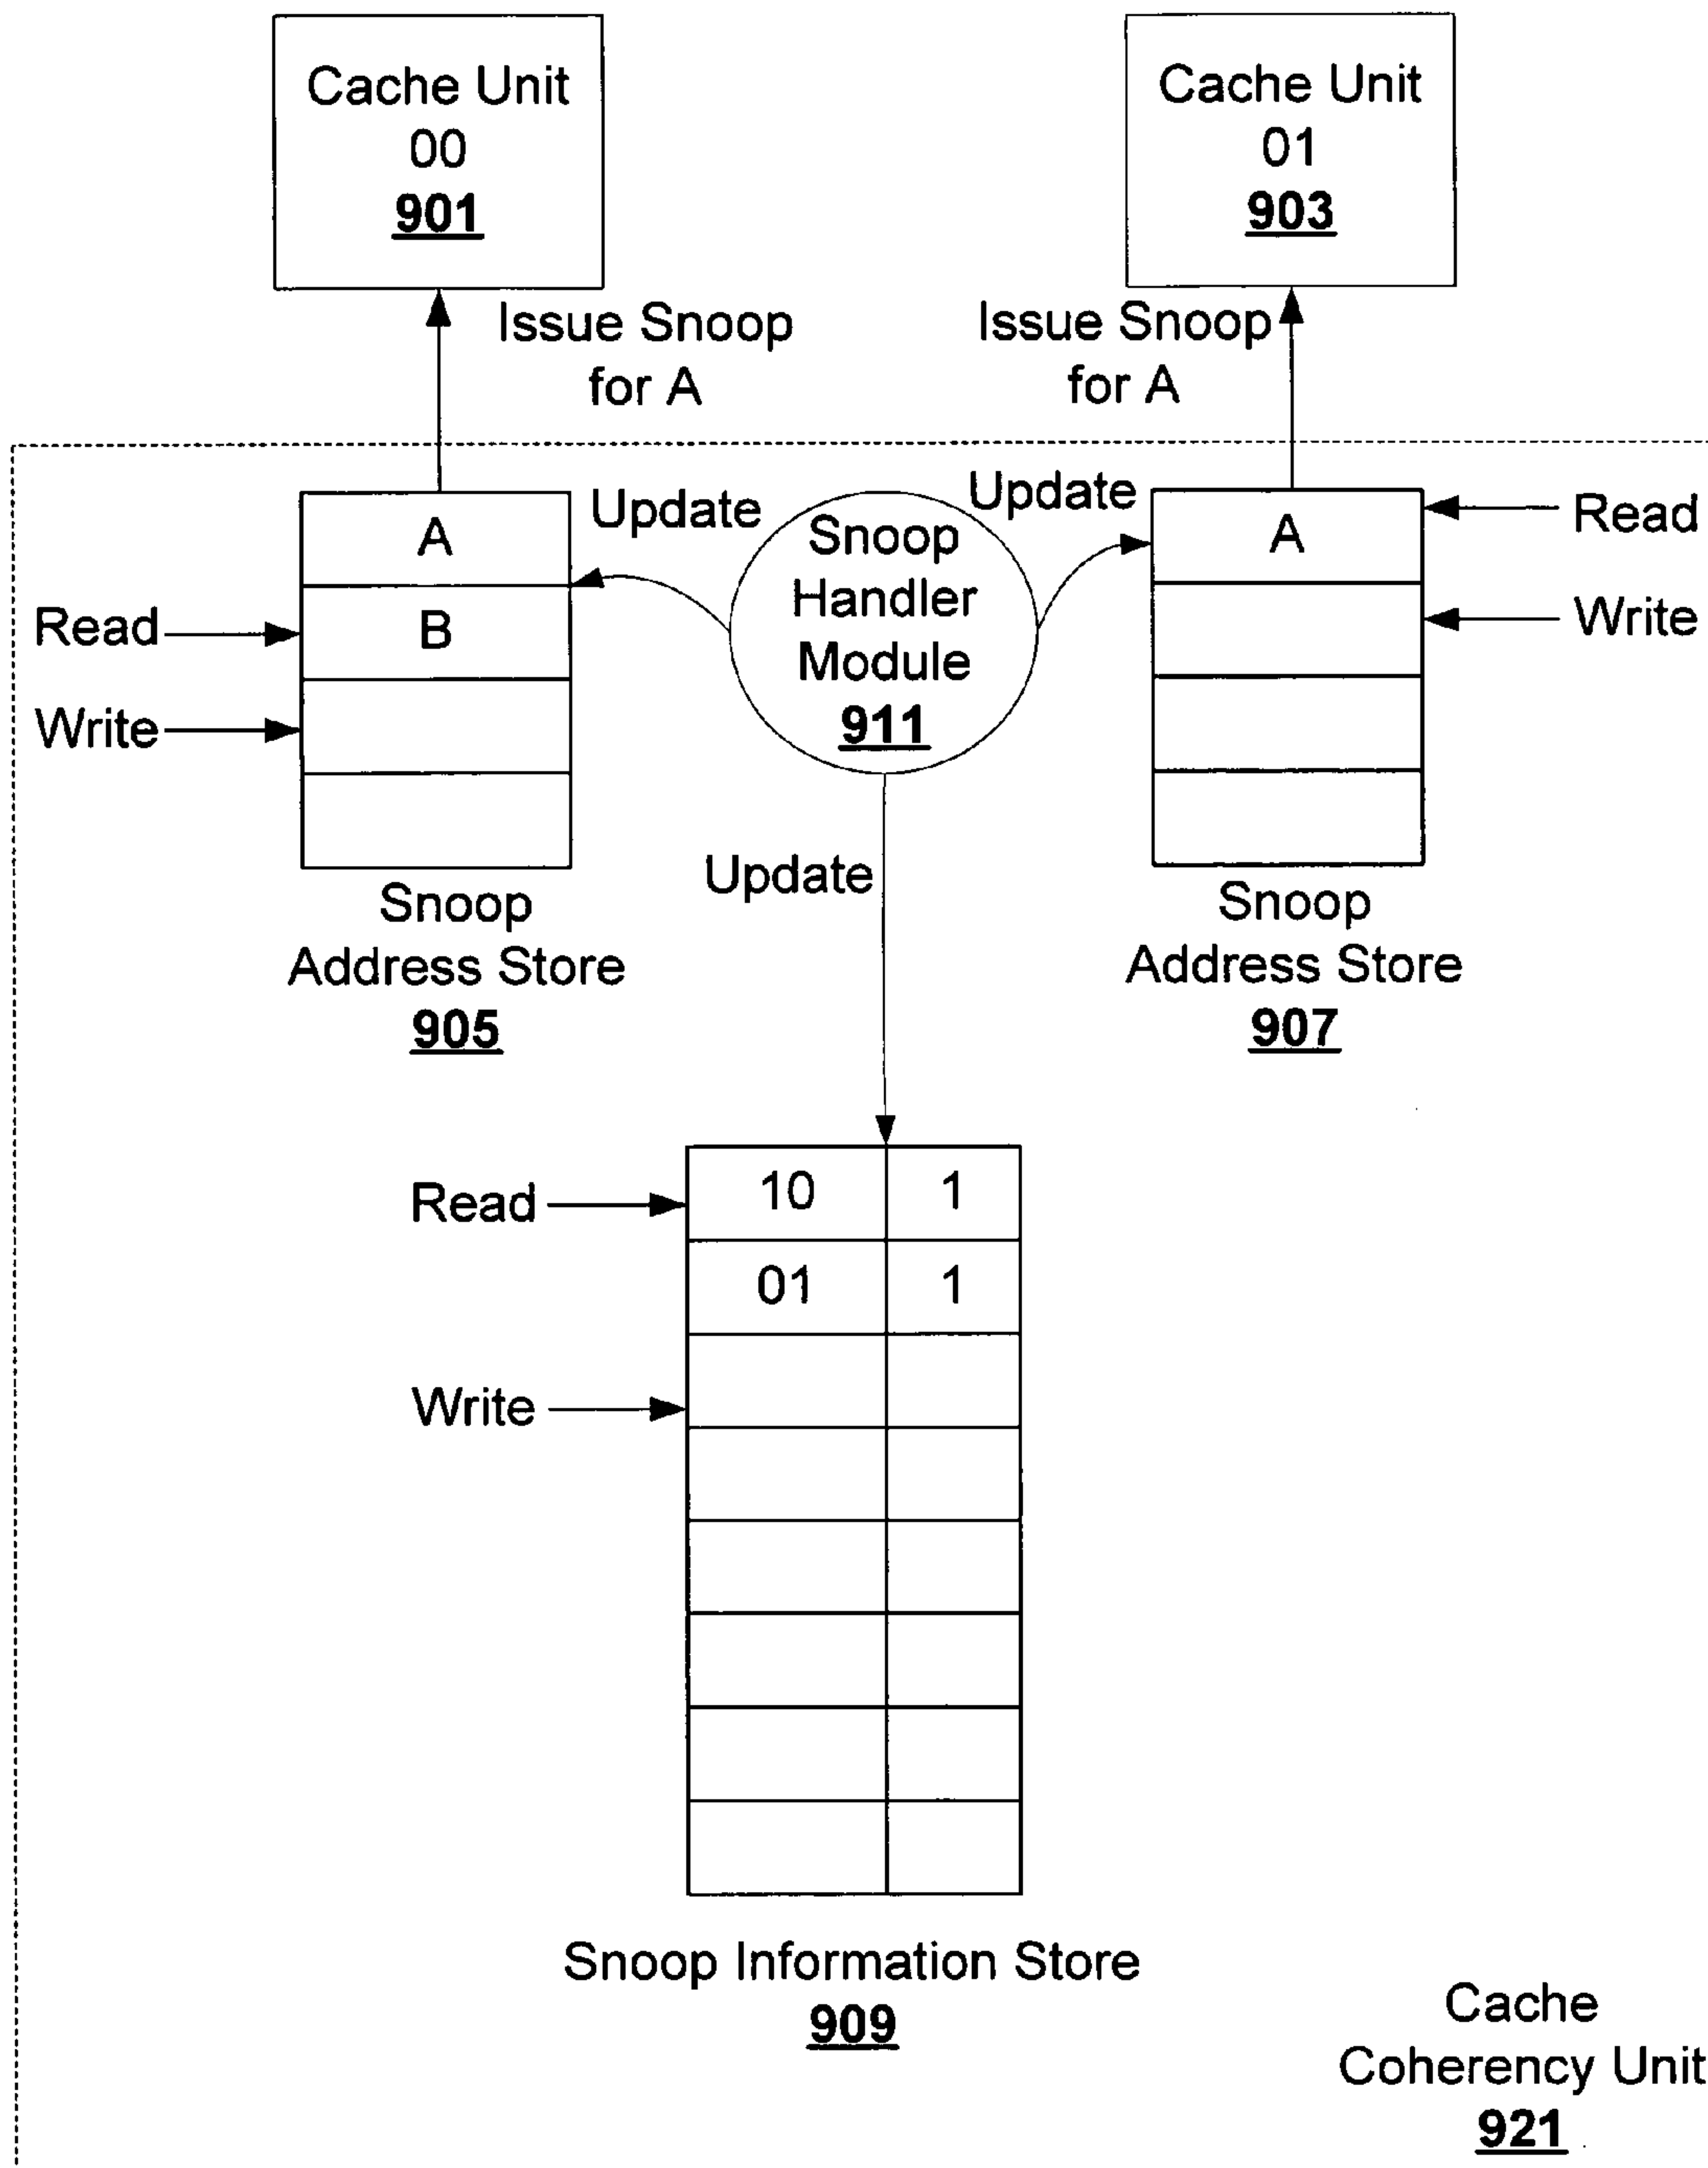 Cache Unit
00
901
Cache Unit
01
903
Issue Snoop
for A
Issue Snoop
for A
A
B
Read
Write
Update
Snoop
Handler
Module
911
Update
A
Read
Write
Snoop
Address Store
905
Update
Snoop
Address Store
907
Read
10 1
01 1
Write
Snoop Information Store
909
Cache
Coherency Unit
921